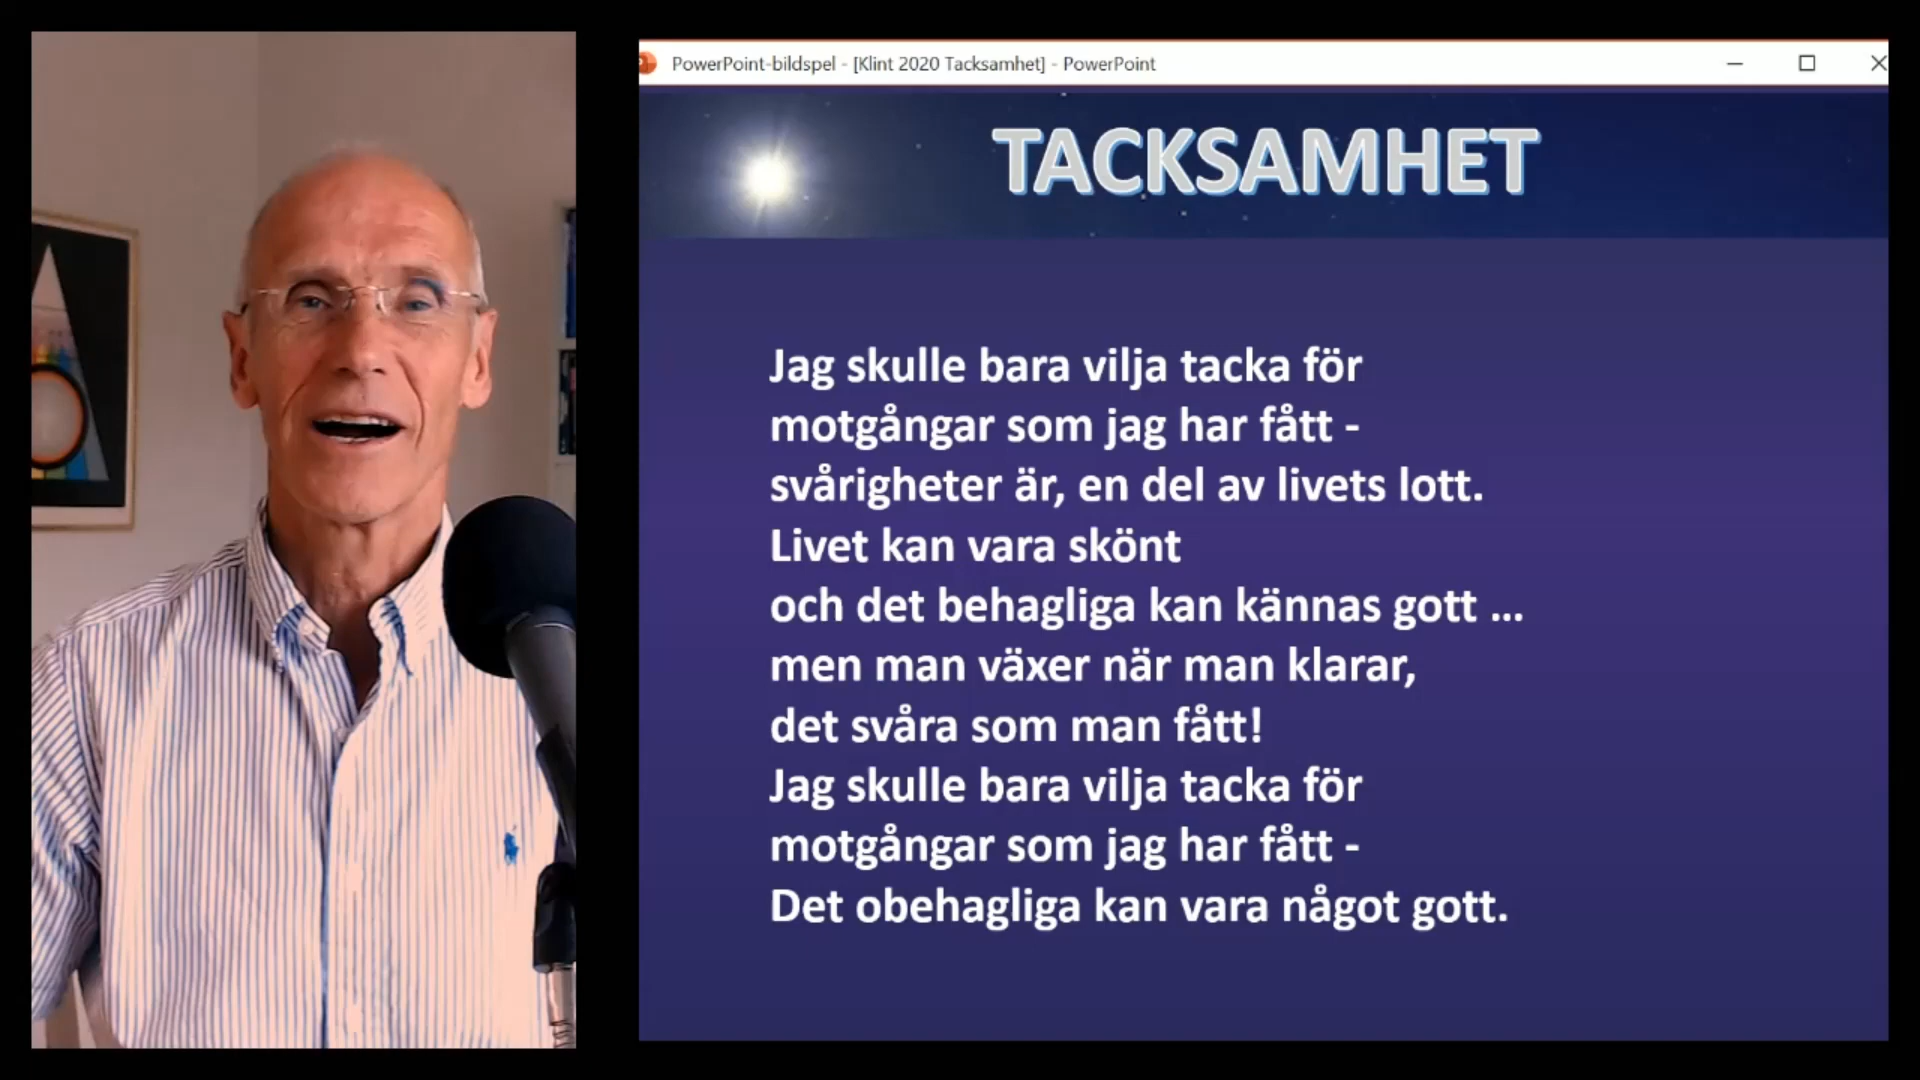 PowerPoint-bildspel - [Klint 2020 Tacksamhet] - PowerPoint
TACKSAMHET
Jag skulle bara vilja tacka för
motgångar som jag har fått -
svårigheter är, en del av livets lott.
Livet kan vara skönt
och det behagliga kan kännas gott ...
men man växer när man klarar,
det svåra som man fått!
Jag skulle bara vilja tacka för
motgångar som jag har fått -
Det obehagliga kan vara något gott.